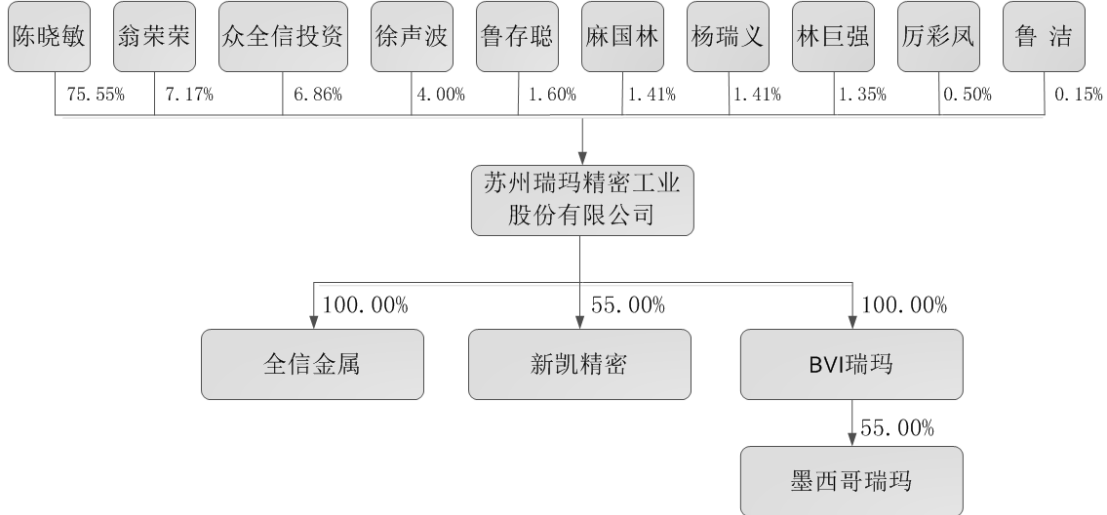 陈晓敏
翁荣荣
众全信投资
徐声波
鲁存聪
麻国林
杨瑞义
林巨强
厉彩凤
鲁 洁
75.55%
7.17%
6.86%
4.00%
1.60%
1.41%
1.41%
1.35%
0.50%
0.15%
苏州瑞玛精密工业
股份有限公司
100.00%
55.00%
100.00%
全信金属
新凯精密
BVI瑞玛
55.00%
墨西哥瑞玛